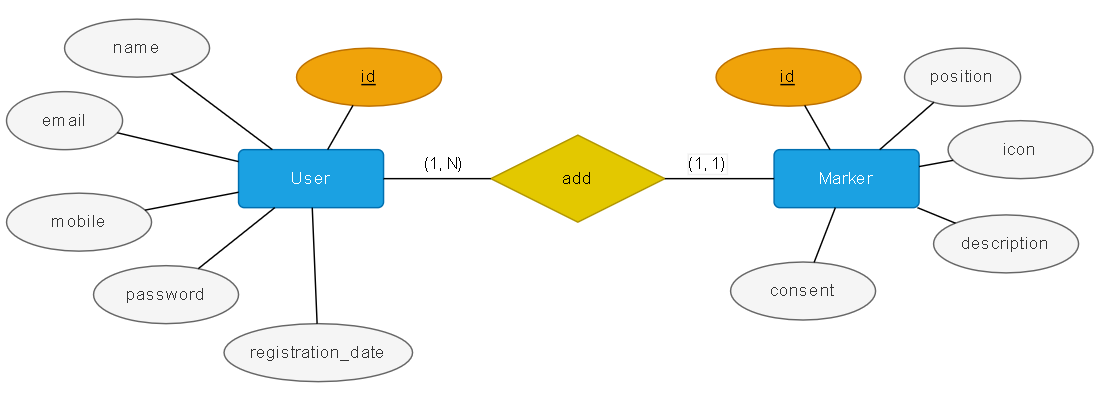 name
id
id
position
email
icon
User
(1, N)
add
(1, 1)
Marker
mobile
description
password
consent
registration_date